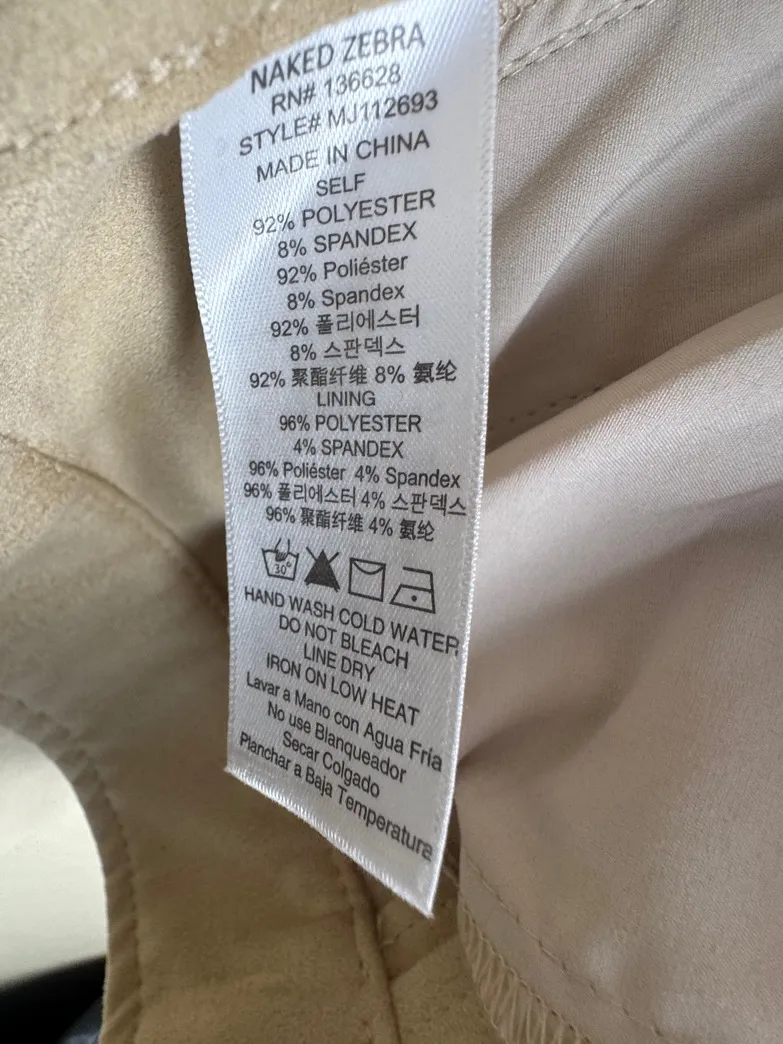 NAKED ZEBRA
RN# 136628
STYLE# MJ112693
MADE IN CHINA
SELF
92% POLYESTER
8% SPANDEX
92% Poliéster
8% Spandex
92% 폴리에스터
8% 스판덱스
92% 聚酯纤维 8% 氨纶
LINING
96% POLYESTER
4% SPANDEX
96% Poliéster 4% Spandex
96% 폴리에스터 4% 스판덱스
96% 聚酯纤维 4% 氨纶
30°
HAND WASH COLD WATER
DO NOT BLEACH
LINE DRY
IRON ON LOW HEAT
Lavar a Mano con Agua Fría
No use Blanqueador
Secar Colgado
Planchar a Baja Temperatura